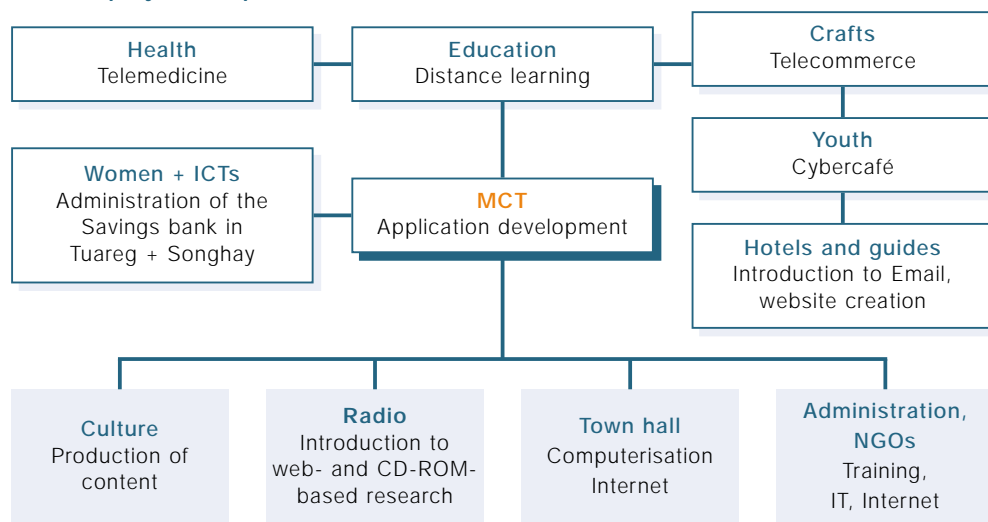 Health
Telemedicine
Education
Distance learning
Crafts
Telecommerce
Youth
Cybercafé
Women + ICTs
Administration of the
Savings bank in
Tuareg + Songhay
MCT
Application development
Hotels and guides
Introduction to Email,
website creation
Culture
Production of
content
Radio
Introduction to
web- and CD-ROM-
based research
Town hall
Computerisation
Internet
Administration,
NGOs
Training,
IT, Internet